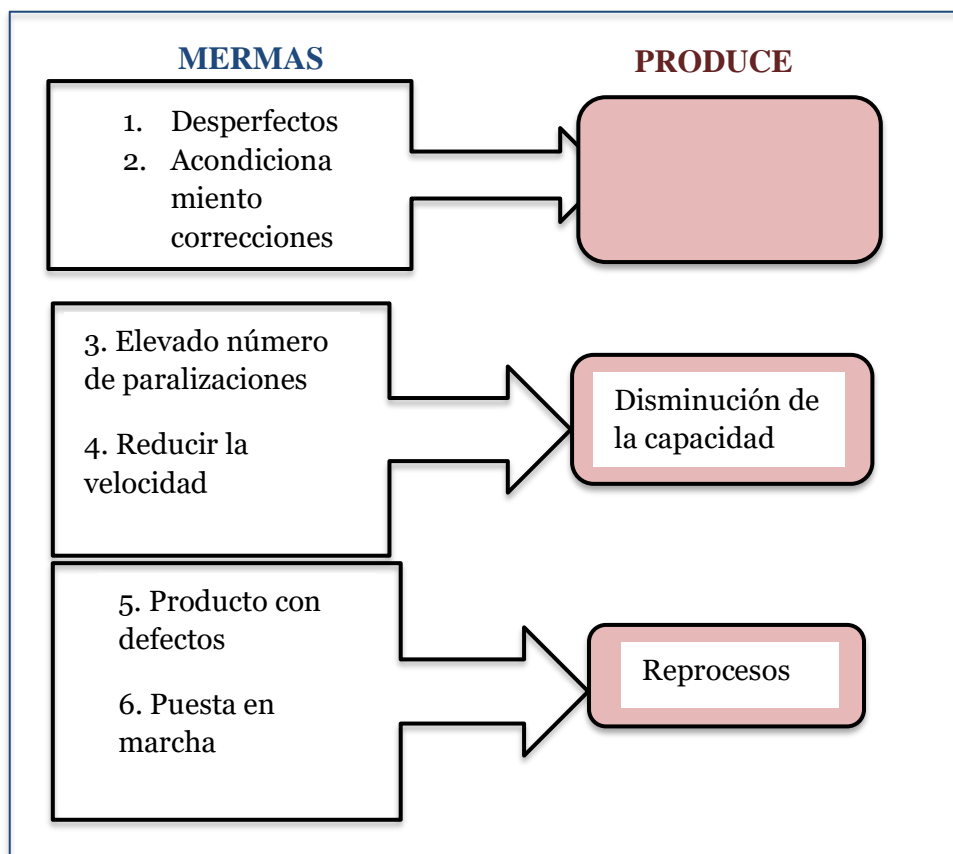 MERMAS
PRODUCE
1. Desperfectos
2. Acondiciona
miento
correcciones
3. Elevado número
de paralizaciones
4. Reducir la
velocidad
Disminución de
la capacidad
5. Producto con
defectos
6. Puesta en
marcha
Reprocesos